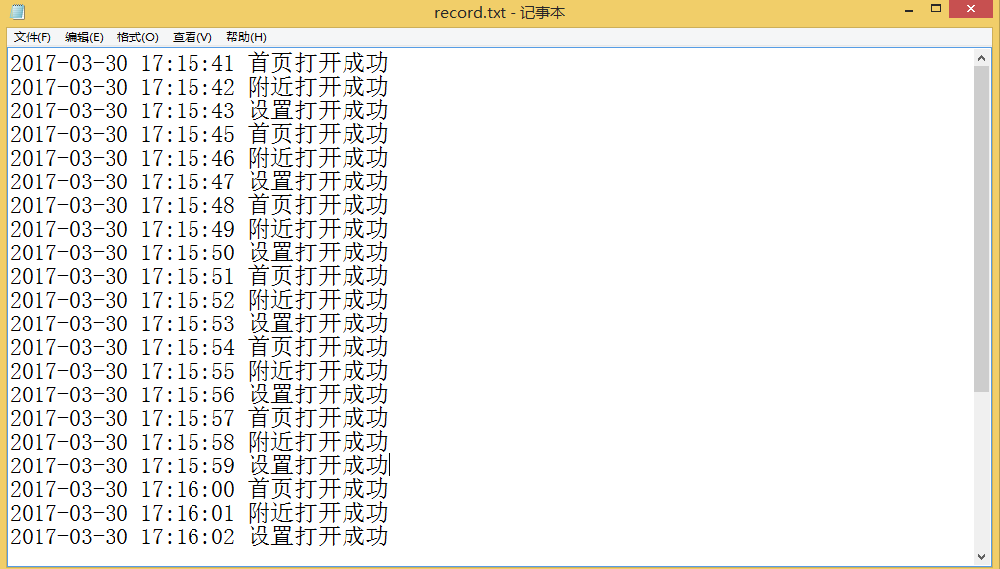 record.txt - 记事本
文件(F) 编辑(E) 格式(O) 查看(V) 帮助(H)
2017-03-30 17:15:41 首页打开成功
2017-03-30 17:15:42 附近打开成功
2017-03-30 17:15:43 设置打开成功
2017-03-30 17:15:45 首页打开成功
2017-03-30 17:15:46 附近打开成功
2017-03-30 17:15:47 设置打开成功
2017-03-30 17:15:48 首页打开成功
2017-03-30 17:15:49 附近打开成功
2017-03-30 17:15:50 设置打开成功
2017-03-30 17:15:51 首页打开成功
2017-03-30 17:15:52 附近打开成功
2017-03-30 17:15:53 设置打开成功
2017-03-30 17:15:54 首页打开成功
2017-03-30 17:15:55 附近打开成功
2017-03-30 17:15:56 设置打开成功
2017-03-30 17:15:57 首页打开成功
2017-03-30 17:15:58 附近打开成功
2017-03-30 17:15:59 设置打开成功
2017-03-30 17:16:00 首页打开成功
2017-03-30 17:16:01 附近打开成功
2017-03-30 17:16:02 设置打开成功